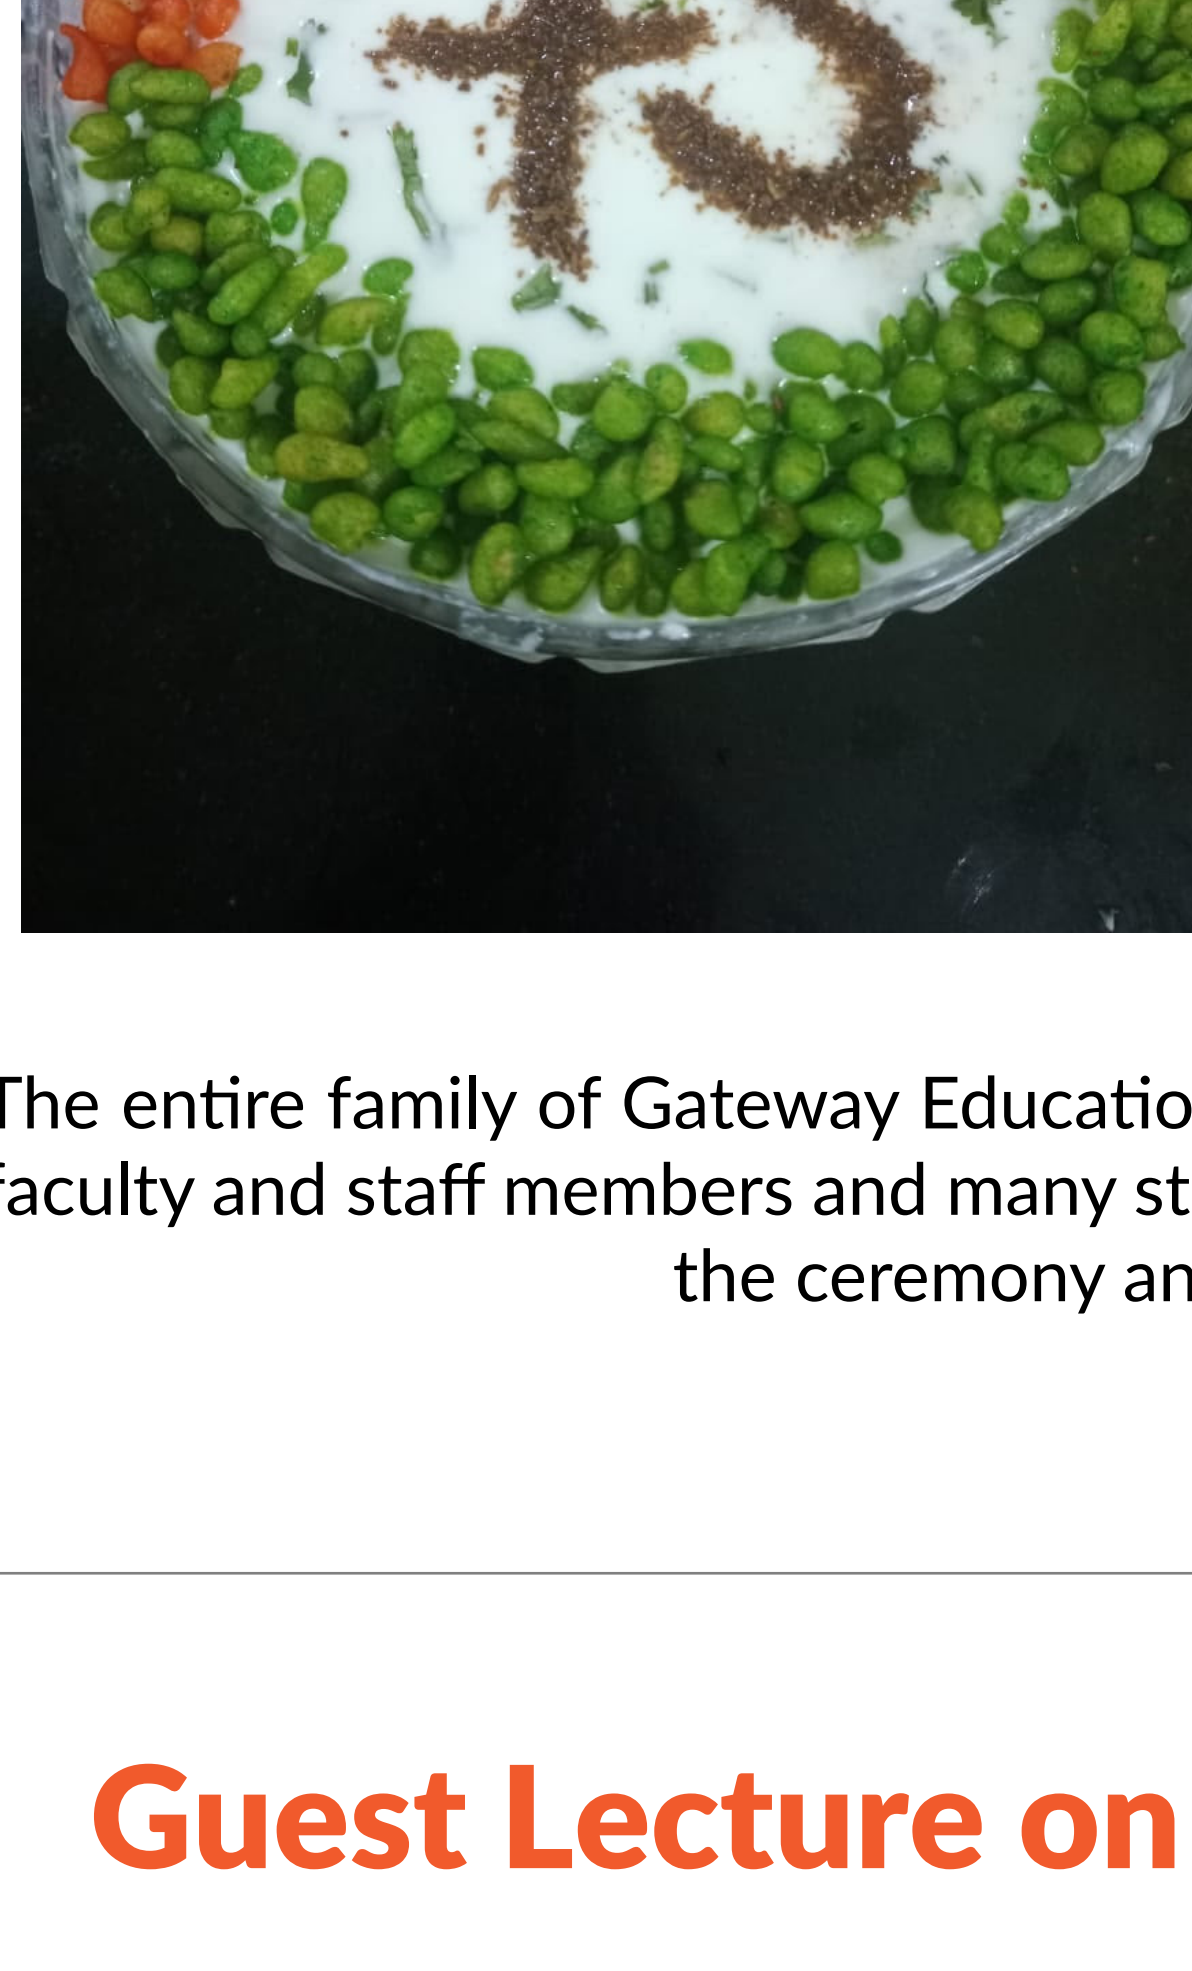 The entire family of Gateway Educatio
faculty and staff members and many st
the ceremony an
Guest Lecture on